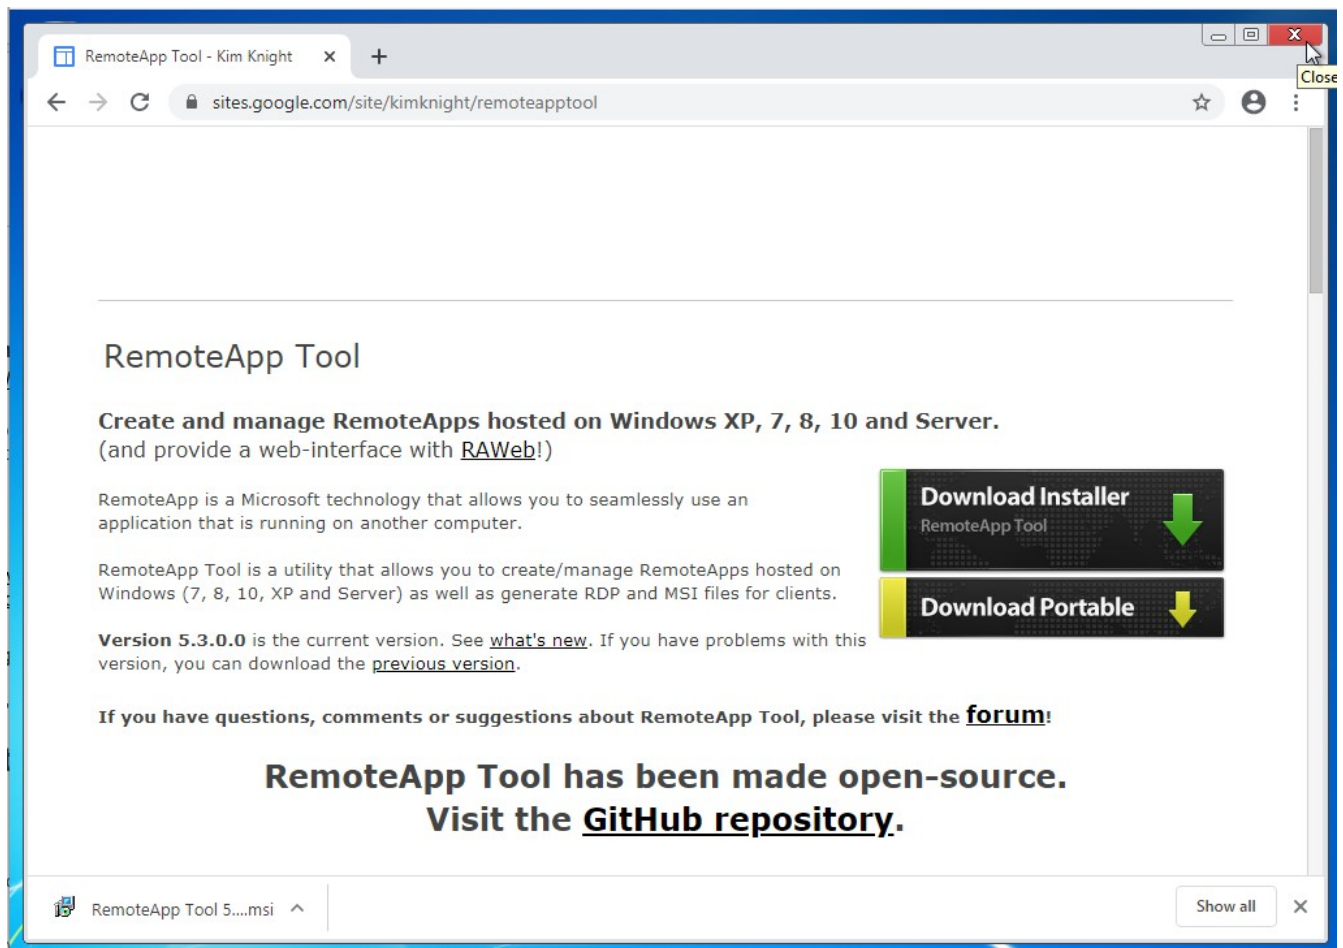 RemoteApp Tool - Kim Knight
Close
sites.google.com/site/kimknight/remoteapptool
RemoteApp Tool
Create and manage RemoteApps hosted on Windows XP, 7, 8, 10 and Server.
(and provide a web-interface with RAWeb!)
RemoteApp is a Microsoft technology that allows you to seamlessly use an
application that is running on another computer.
RemoteApp Tool is a utility that allows you to create/manage RemoteApps hosted on
Windows (7, 8, 10, XP and Server) as well as generate RDP and MSI files for clients.
Version 5.3.0.0 is the current version. See what's new. If you have problems with this
version, you can download the previous version.
Download Installer
RemoteApp Tool
Download Portable
If you have questions, comments or suggestions about RemoteApp Tool, please visit the forum!
RemoteApp Tool has been made open-source.
Visit the GitHub repository.
RemoteApp Tool 5....msi
Show all